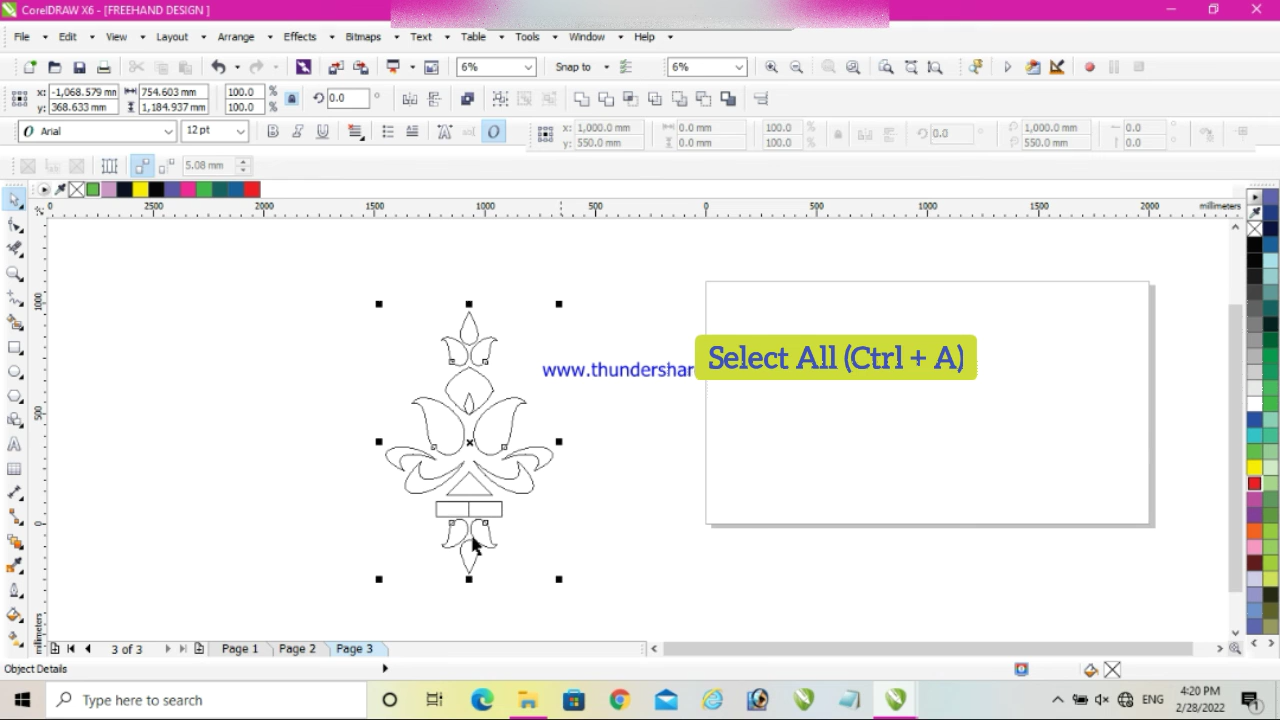 CorelDRAW X6 - [FREEHAND DESIGN ]
File Edit View Layout Arrange Effects Bitmaps Text Table Tools Window Help
6% Snap to 6%
x: -1,068.579 mm 754.603 mm 100.0 % 0.0 °
y: 368.633 mm 1,184.937 mm 100.0 %
O Arial 12 pt B I U O x: 1,000.0 mm 0.0 mm 100.0 % 0.0 1,000.0 mm 0.0
y: 550.0 mm 0.0 mm 100.0 % 550.0 mm 0.0
5.08 mm
2500 2000 1500 1000 500 0 500 1000 1500 2000 millimeters
1000
500
0
millimeters
www.thundershar
Select All (Ctrl + A)
3 of 3 Page 1 Page 2 Page 3
Object Details
Type here to search
ENG
4:20 PM
2/28/2022
1